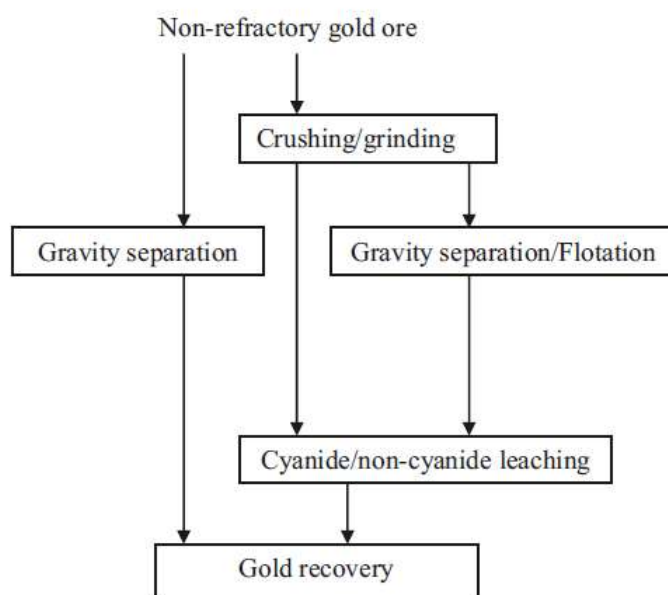 Non-refractory gold ore
Crushing/grinding
Gravity separation
Gravity separation/Flotation
Cyanide/non-cyanide leaching
Gold recovery